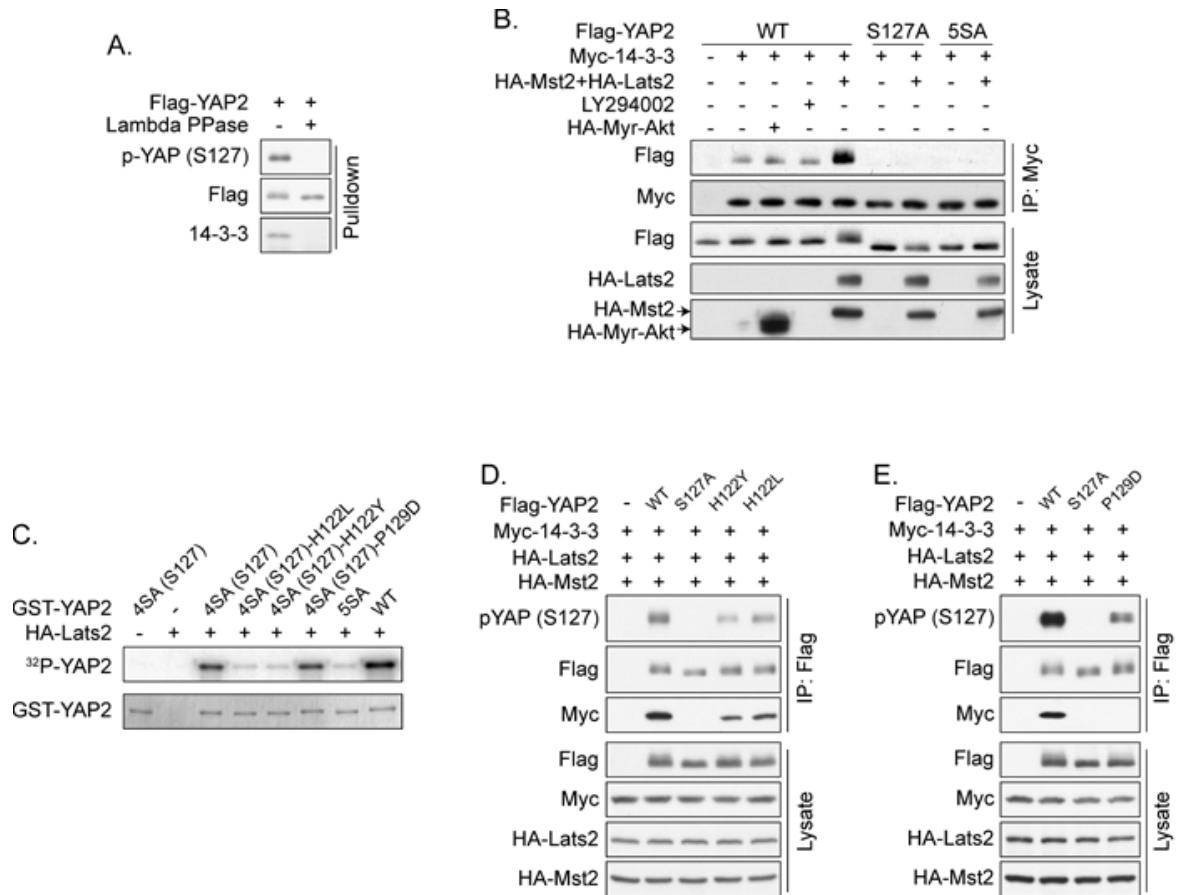 A.
Flag-YAP2 + +
Lambda PPase - +
p-YAP (S127)
Flag
14-3-3
Pulldown
B.
Flag-YAP2 WT S127A 5SA
Myc-14-3-3 - + + + + + + + +
HA-Mst2+HA-Lats2 - - - - + - + - +
LY294002 - - - + - - - - -
HA-Myr-Akt - - + - - - - - -
Flag
Myc
IP: Myc
Flag
HA-Lats2
HA-Mst2
HA-Myr-Akt
Lysate
C.
GST-YAP2 4SA (S127) - 4SA (S127) 4SA (S127)-H122L 4SA (S127)-H122Y 4SA (S127)-P129D 5SA WT
HA-Lats2 - + + + + + + +
32P-YAP2
GST-YAP2
D.
Flag-YAP2 - WT S127A H122Y H122L
Myc-14-3-3 + + + + +
HA-Lats2 + + + + +
HA-Mst2 + + + + +
pYAP (S127)
Flag
Myc
IP: Flag
Flag
Myc
HA-Lats2
HA-Mst2
Lysate
E.
Flag-YAP2 - WT S127A P129D
Myc-14-3-3 + + + +
HA-Lats2 + + + +
HA-Mst2 + + + +
pYAP (S127)
Flag
Myc
IP: Flag
Flag
Myc
HA-Lats2
HA-Mst2
Lysate